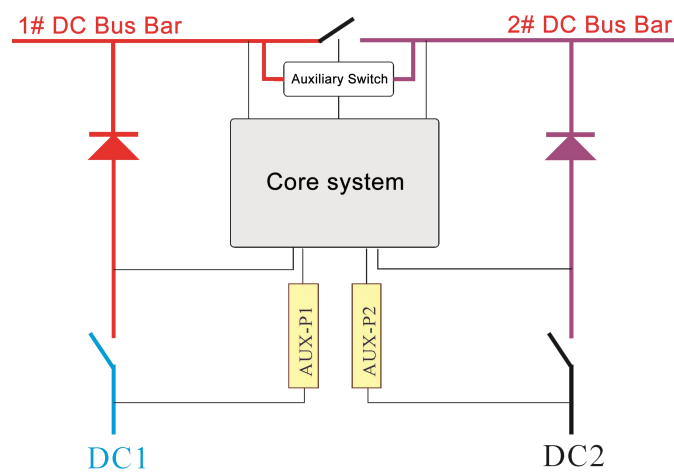 1# DC Bus Bar
2# DC Bus Bar
Auxiliary Switch
Core system
AUX-P1
AUX-P2
DC1
DC2